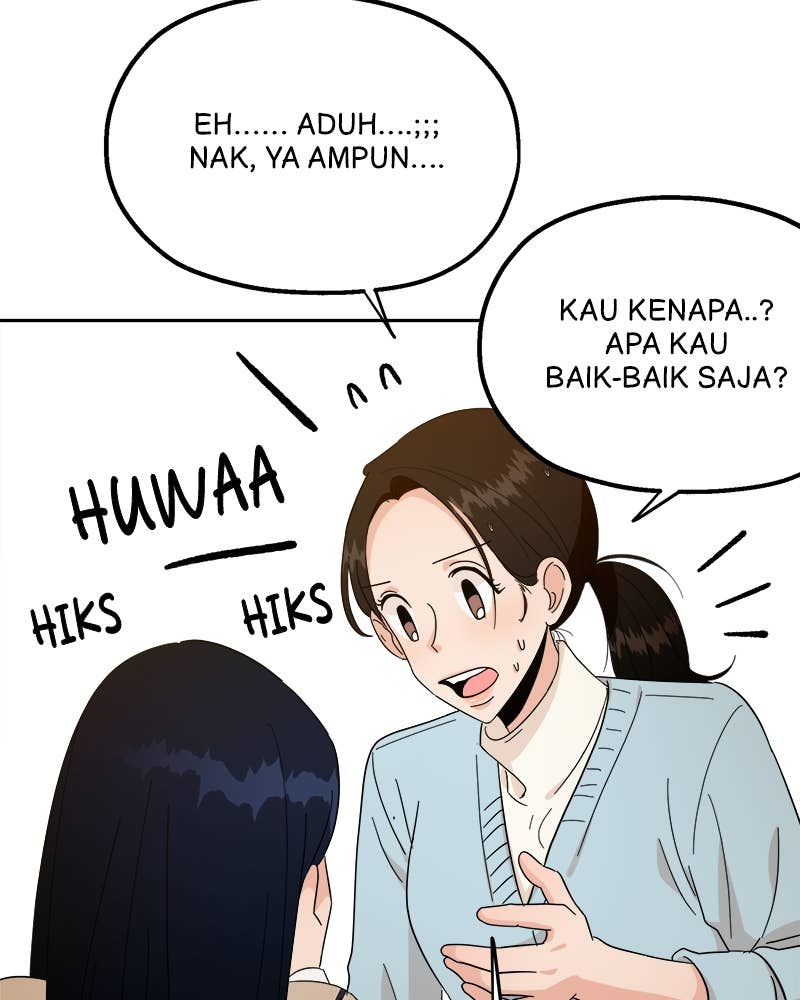 EH...... ADUH....;;;
NAK, YA AMPUN....
KAU KENAPA..?
APA KAU
BAIK-BAIK SAJA?
HUWAA
HIKS
HIKS